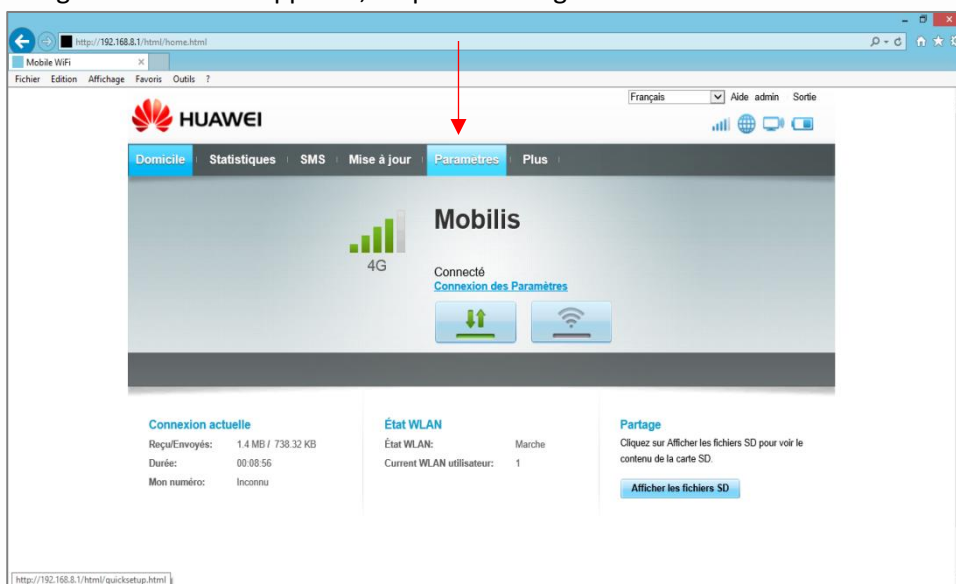 http://192.168.8.1/html/home.html
Mobile WiFi
Fichier Edition Affichage Favoris Outils ?
Français Aide admin Sortie
HUAWEI
Domicile Statistiques SMS Mise à jour Paramètres Plus
Mobilis
4G
Connecté
Connexion des Paramètres
Connexion actuelle
Reçu/Envoyés: 1.4 MB / 738.32 KB
Durée: 00:08:56
Mon numéro: Inconnu
État WLAN
État WLAN: Marche
Current WLAN utilisateur: 1
Partage
Cliquez sur Afficher les fichiers SD pour voir le
contenu de la carte SD.
Afficher les fichiers SD
http://192.168.8.1/html/quicksetup.html